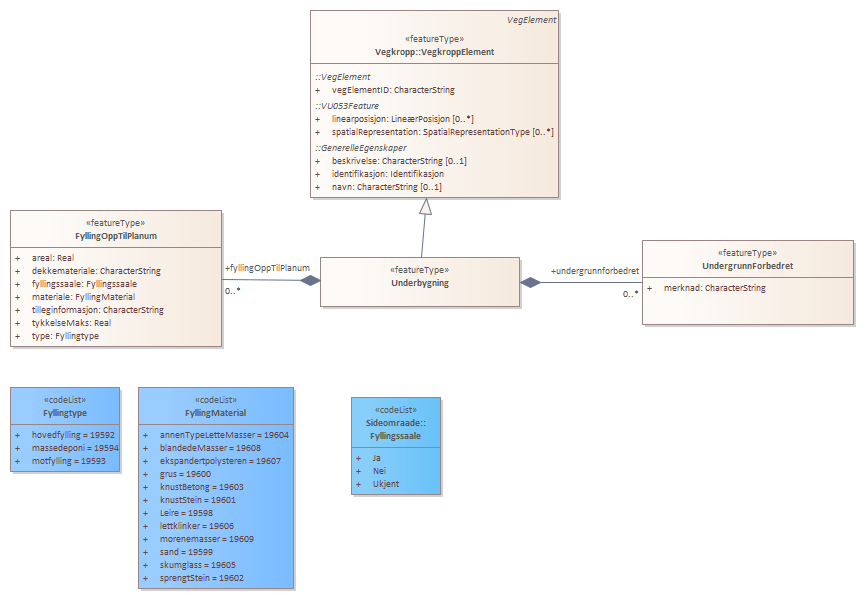 VegElement
«featureType»
Vegkropp::VegkroppElement
::VegElement
+ vegElementID: CharacterString
::VU053Feature
+ linearposisjon: LineærPosisjon [0..*]
+ spatialRepresentation: SpatialRepresentationType [0..*]
::GenerelleEgenskaper
+ beskrivelse: CharacterString [0..1]
+ identifikasjon: Identifikasjon
+ navn: CharacterString [0..1]
«featureType»
FyllingOppTilPlanum
+ areal: Real
+ dekkemateriale: CharacterString
+ fyllingssaale: Fyllingssaale
+ materiale: FyllingMaterial
+ tilleginformasjon: CharacterString
+ tykkelseMaks: Real
+ type: Fyllingtype
+fyllingOppTilPlanum
0..*
«featureType»
Underbygning
+undergrunnforbedret
0..*
«featureType»
UndergrunnForbedret
+ merknad: CharacterString
«codeList»
Fyllingtype
+ hovedfylling = 19592
+ massedeponi = 19594
+ motfylling = 19593
«codeList»
FyllingMaterial
+ annenTypeLetteMasser = 19604
+ blandedeMasser = 19608
+ ekspandertpolysteren = 19607
+ grus = 19600
+ knustBetong = 19603
+ knustStein = 19601
+ Leire = 19598
+ lettklinker = 19606
+ morenemasser = 19609
+ sand = 19599
+ skumglass = 19605
+ sprengtStein = 19602
«codeList»
Sideomraade::
Fyllingssaale
+ Ja
+ Nei
+ Ukjent